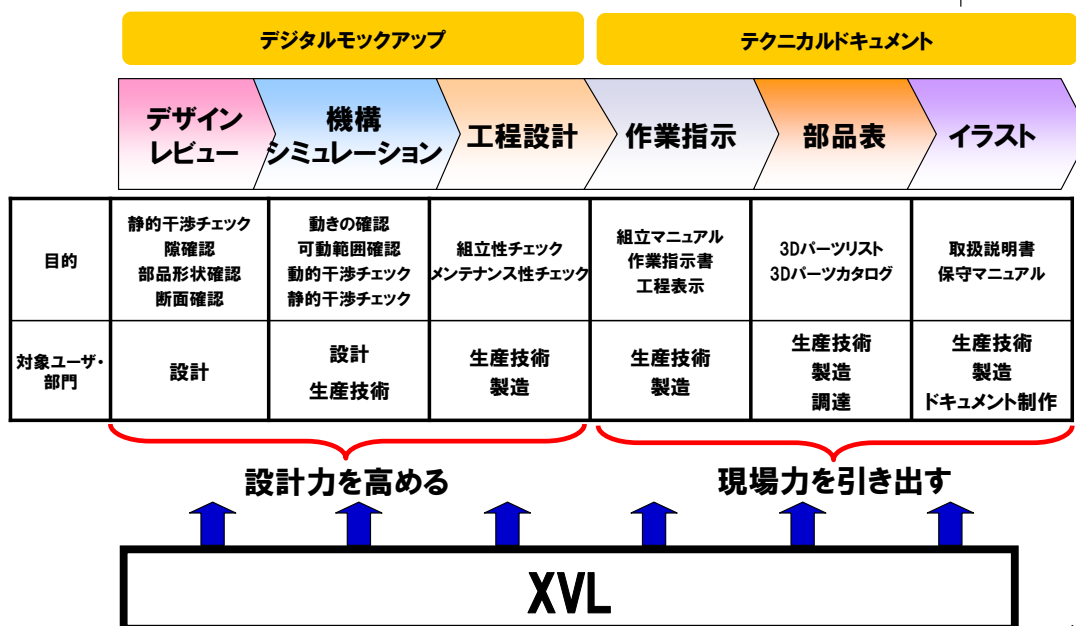 デジタルモックアップ
テクニカルドキュメント
デザイン
レビュー
機構
シミュレーション
工程設計
作業指示
部品表
イラスト
目的
静的干渉チェック
隙確認
部品形状確認
断面確認
動きの確認
可動範囲確認
動的干渉チェック
静的干渉チェック
組立性チェック
メンテナンス性チェック
組立マニュアル
作業指示書
工程表示
3Dパーツリスト
3Dパーツカタログ
取扱説明書
保守マニュアル
対象ユーザ・
部門
設計
設計
生産技術
生産技術
製造
生産技術
製造
生産技術
製造
調達
生産技術
製造
ドキュメント制作
設計力を高める
現場力を引き出す
XVL